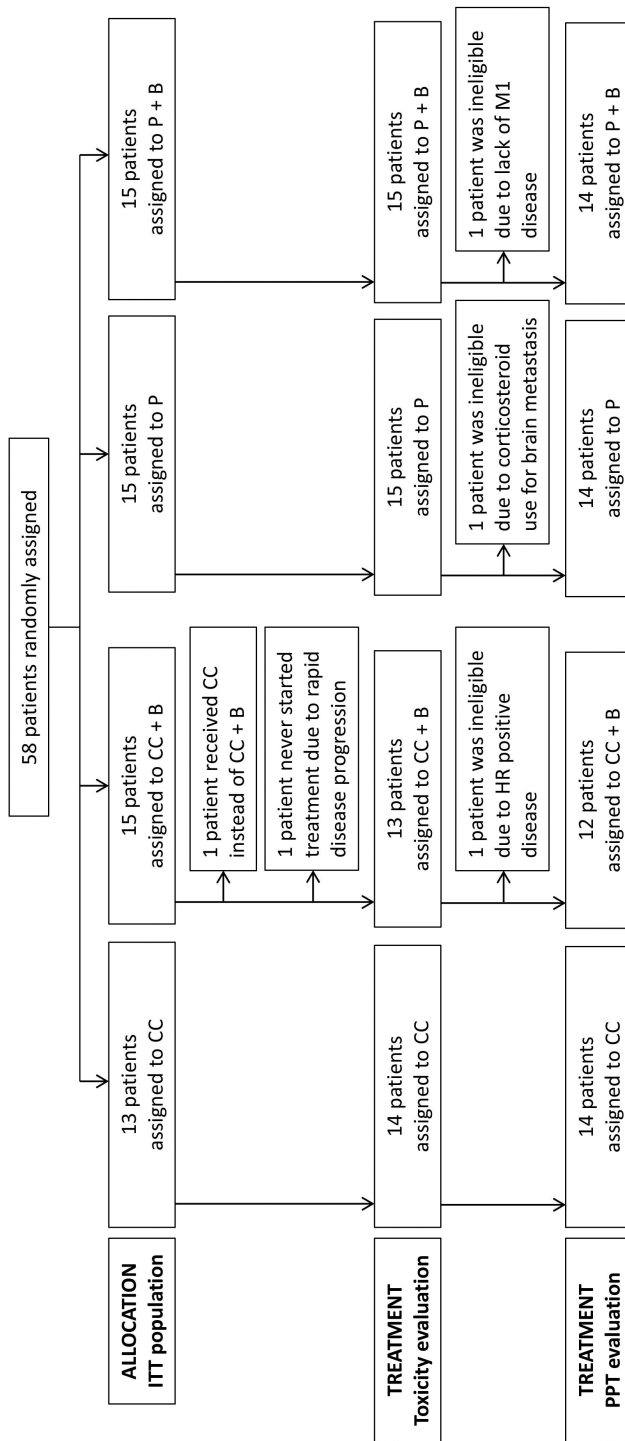 58 patients randomly assigned
ALLOCATION
ITT population
13 patients
assigned to CC
15 patients
assigned to CC + B
15 patients
assigned to P
15 patients
assigned to P + B
1 patient received CC
instead of CC + B
1 patient never started
treatment due to rapid
disease progression
TREATMENT
Toxicity evaluation
14 patients
assigned to CC
13 patients
assigned to CC + B
15 patients
assigned to P
15 patients
assigned to P + B
1 patient was ineligible
due to HR positive
disease
1 patient was ineligible
due to corticosteroid
use for brain metastasis
1 patient was ineligible
due to lack of M1
disease
TREATMENT
PPT evaluation
14 patients
assigned to CC
12 patients
assigned to CC + B
14 patients
assigned to P
14 patients
assigned to P + B